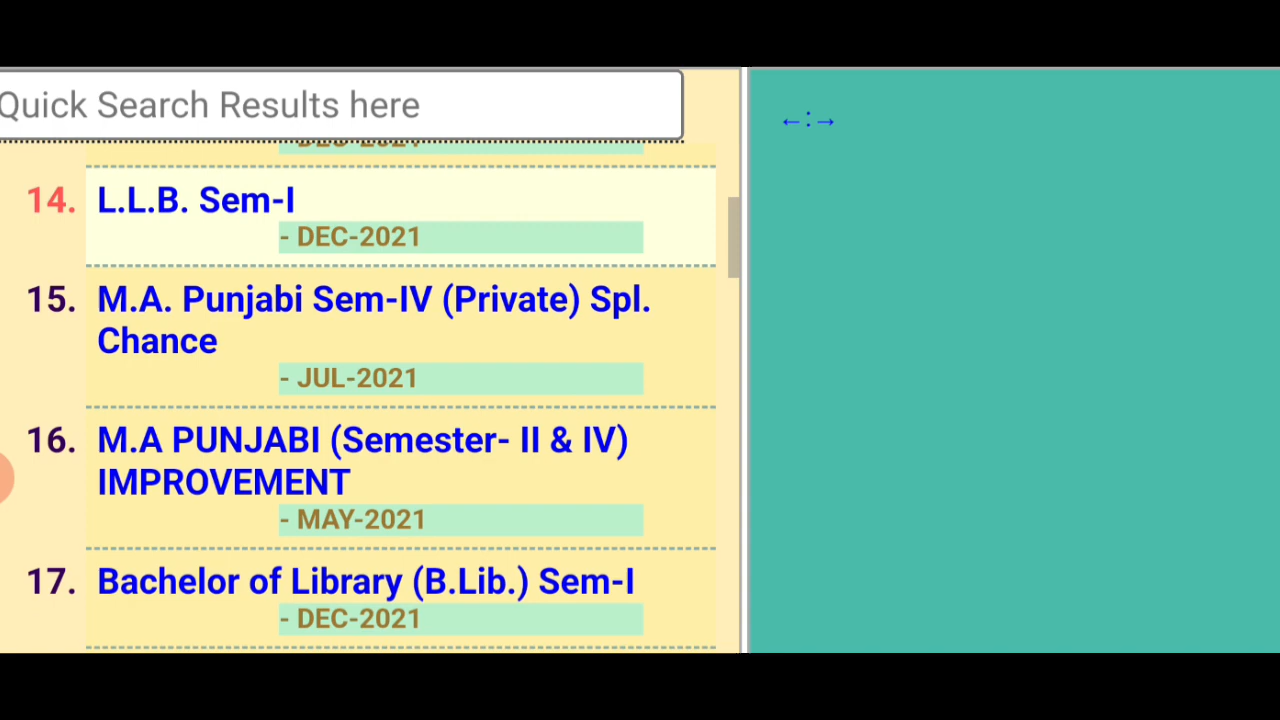 Quick Search Results here
←:→
14. L.L.B. Sem-I
- DEC-2021
15. M.A. Punjabi Sem-IV (Private) Spl.
Chance
- JUL-2021
16. M.A PUNJABI (Semester- II & IV)
IMPROVEMENT
- MAY-2021
17. Bachelor of Library (B.Lib.) Sem-I
- DEC-2021